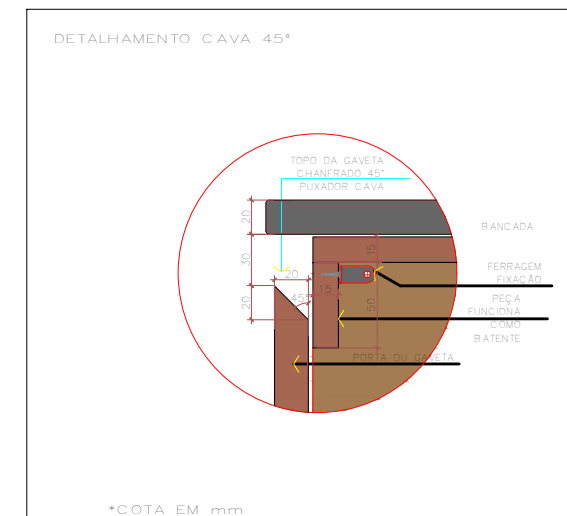 DETALHAMENTO CAVA 45°
TOPO DA GAVETA
CHANFRADO 45°
PUXADOR CAVA
20
30
20
20
45°
15
15
50
BANCADA
FERRAGEM
FIXAÇÃO
PEÇA
FUNCIONA
COMO
BATENTE
PORTA OU GAVETA
*COTA EM mm